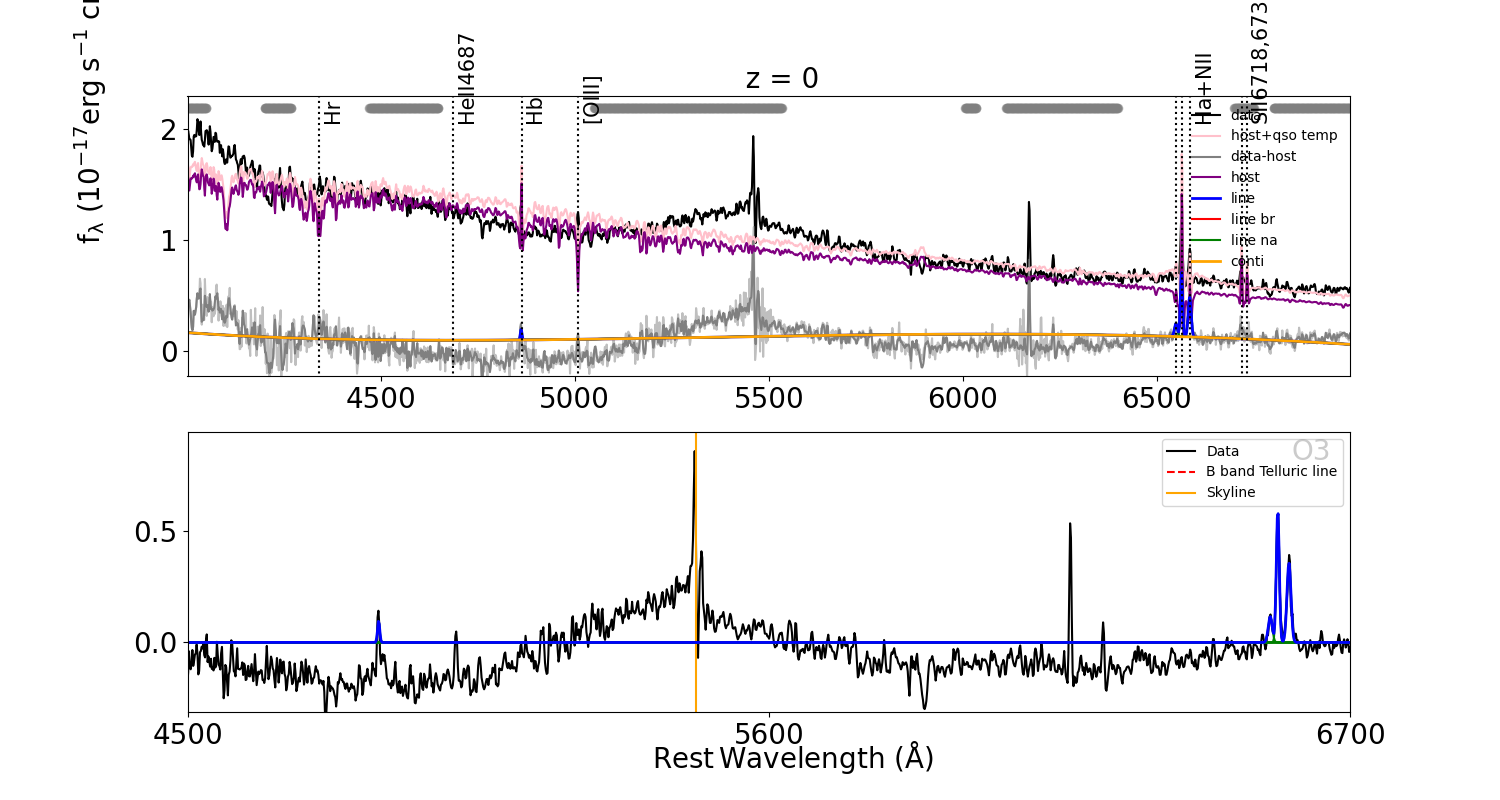 z = 0
f_λ (10^−17 erg s^−1
Hr
HeII4687
Hb
[OIII]
Ha+NII
SII6718,673
data
host+qso temp
data-host
host
line
line br
line na
conti
2
1
0
4500
5000
5500
6000
6500
O3
Data
B band Telluric line
Skyline
0.5
0.0
4500
5600
6700
Rest Wavelength (Å)